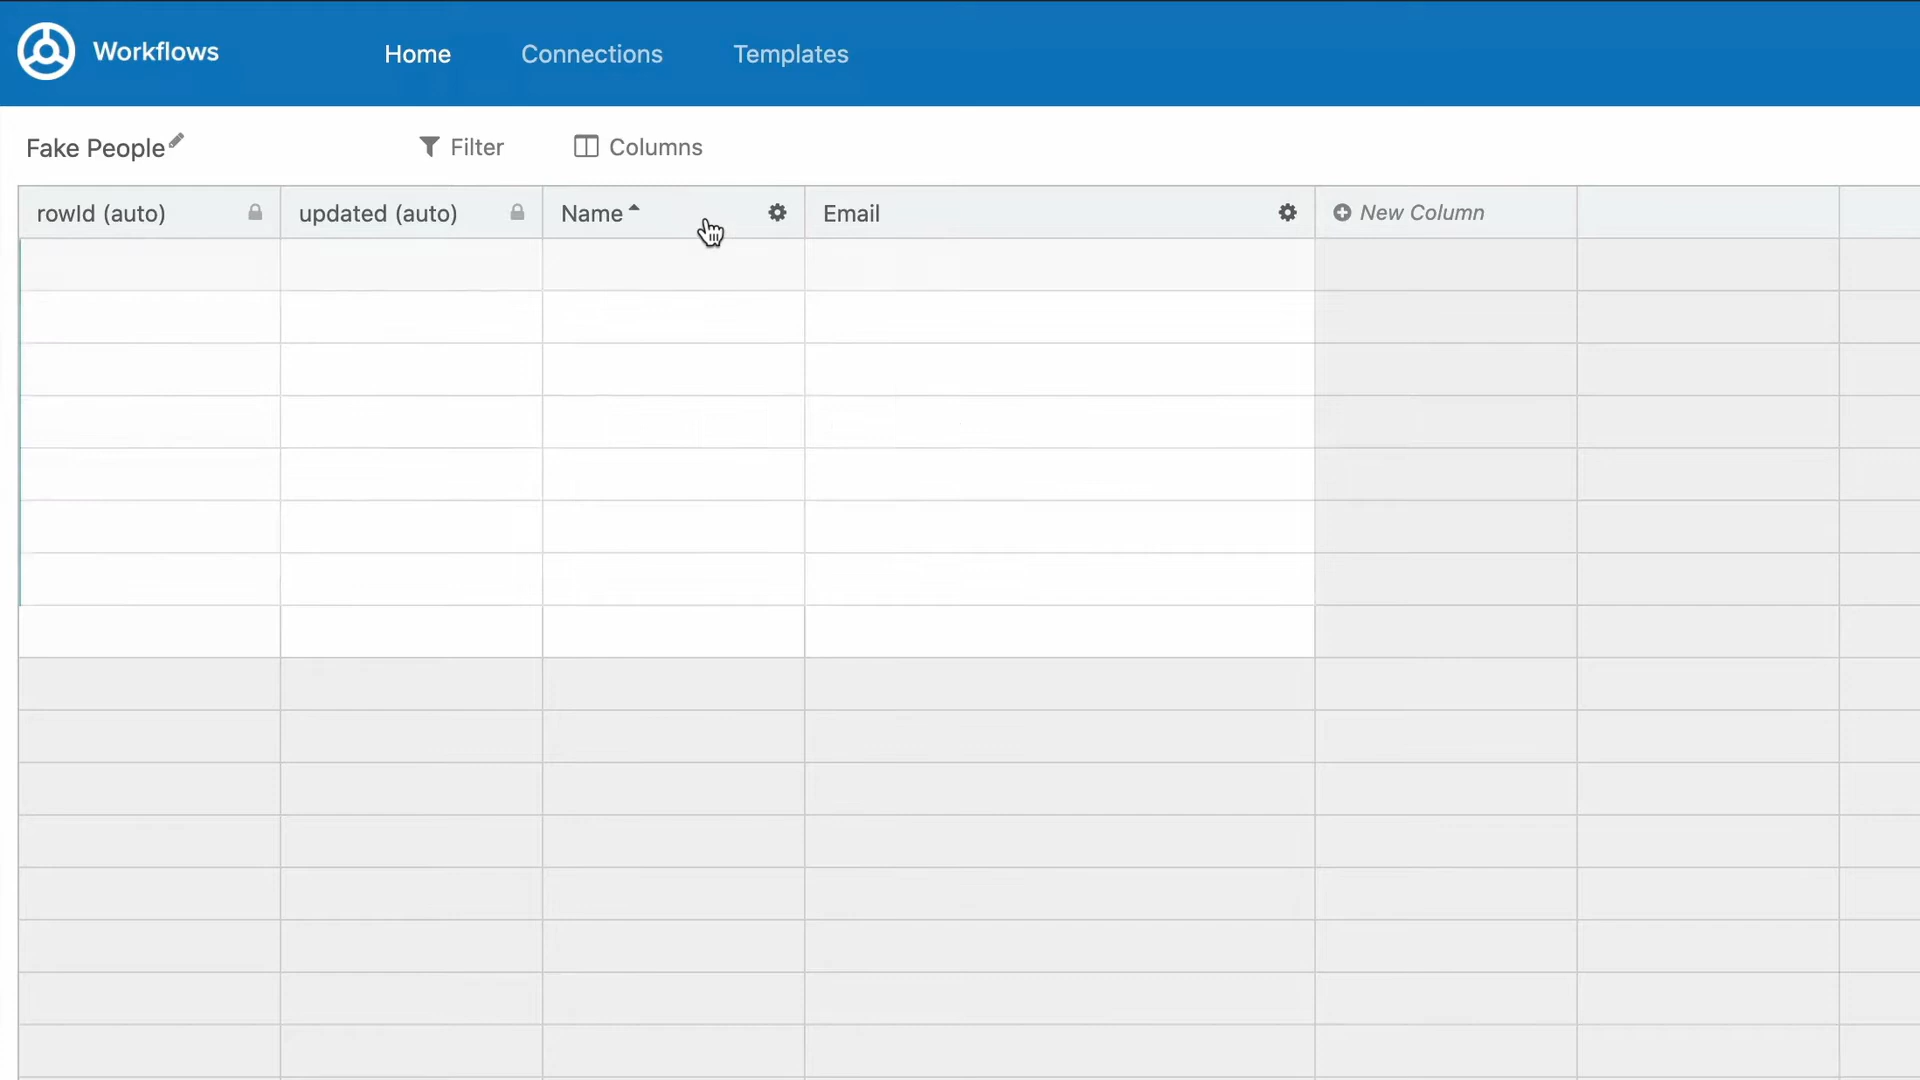 Workflows Home Connections Templates
Fake People Filter Columns
rowId (auto) updated (auto) Name Email New Column